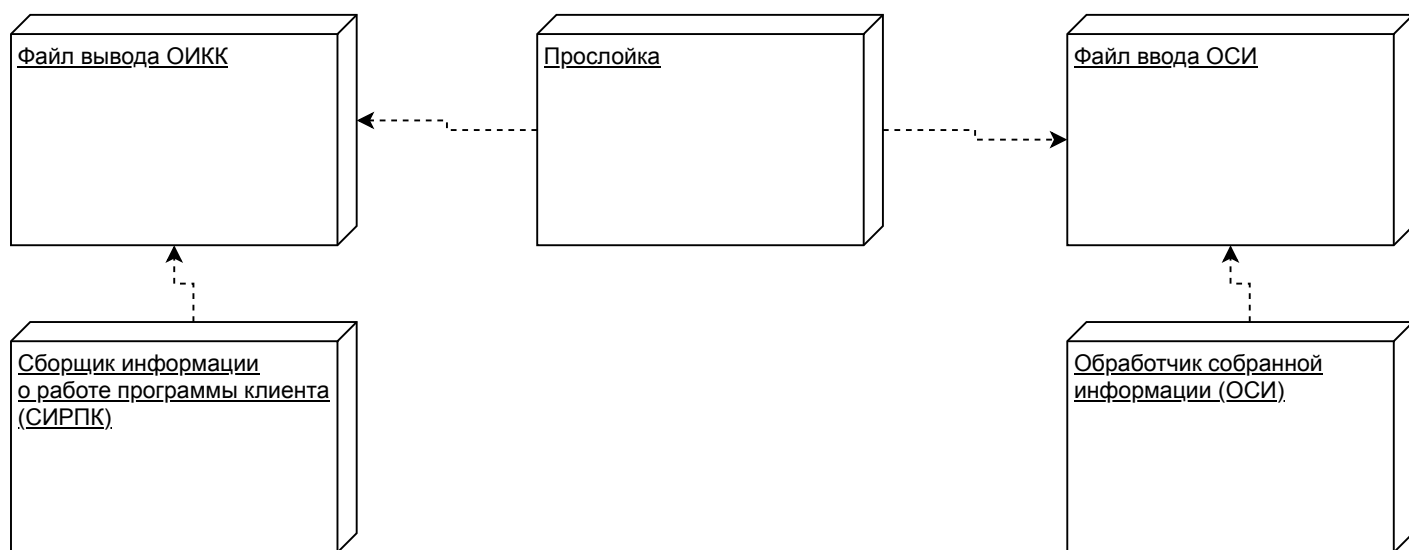 Файл вывода ОИКК
Прослойка
Файл ввода ОСИ
Сборщик информации
о работе программы клиента
(СИРПК)
Обработчик собранной
информации (ОСИ)